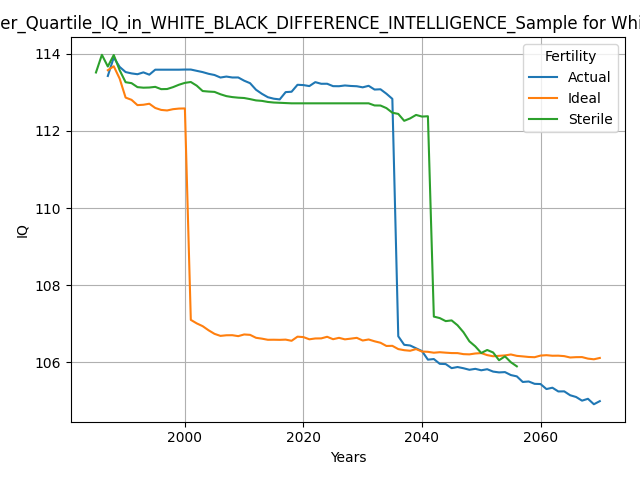 er_Quartile_IQ_in_WHITE_BLACK_DIFFERENCE_INTELLIGENCE_Sample for Whi
114
112
110
108
106
IQ
Fertility
Actual
Ideal
Sterile
2000 2020 2040 2060
Years